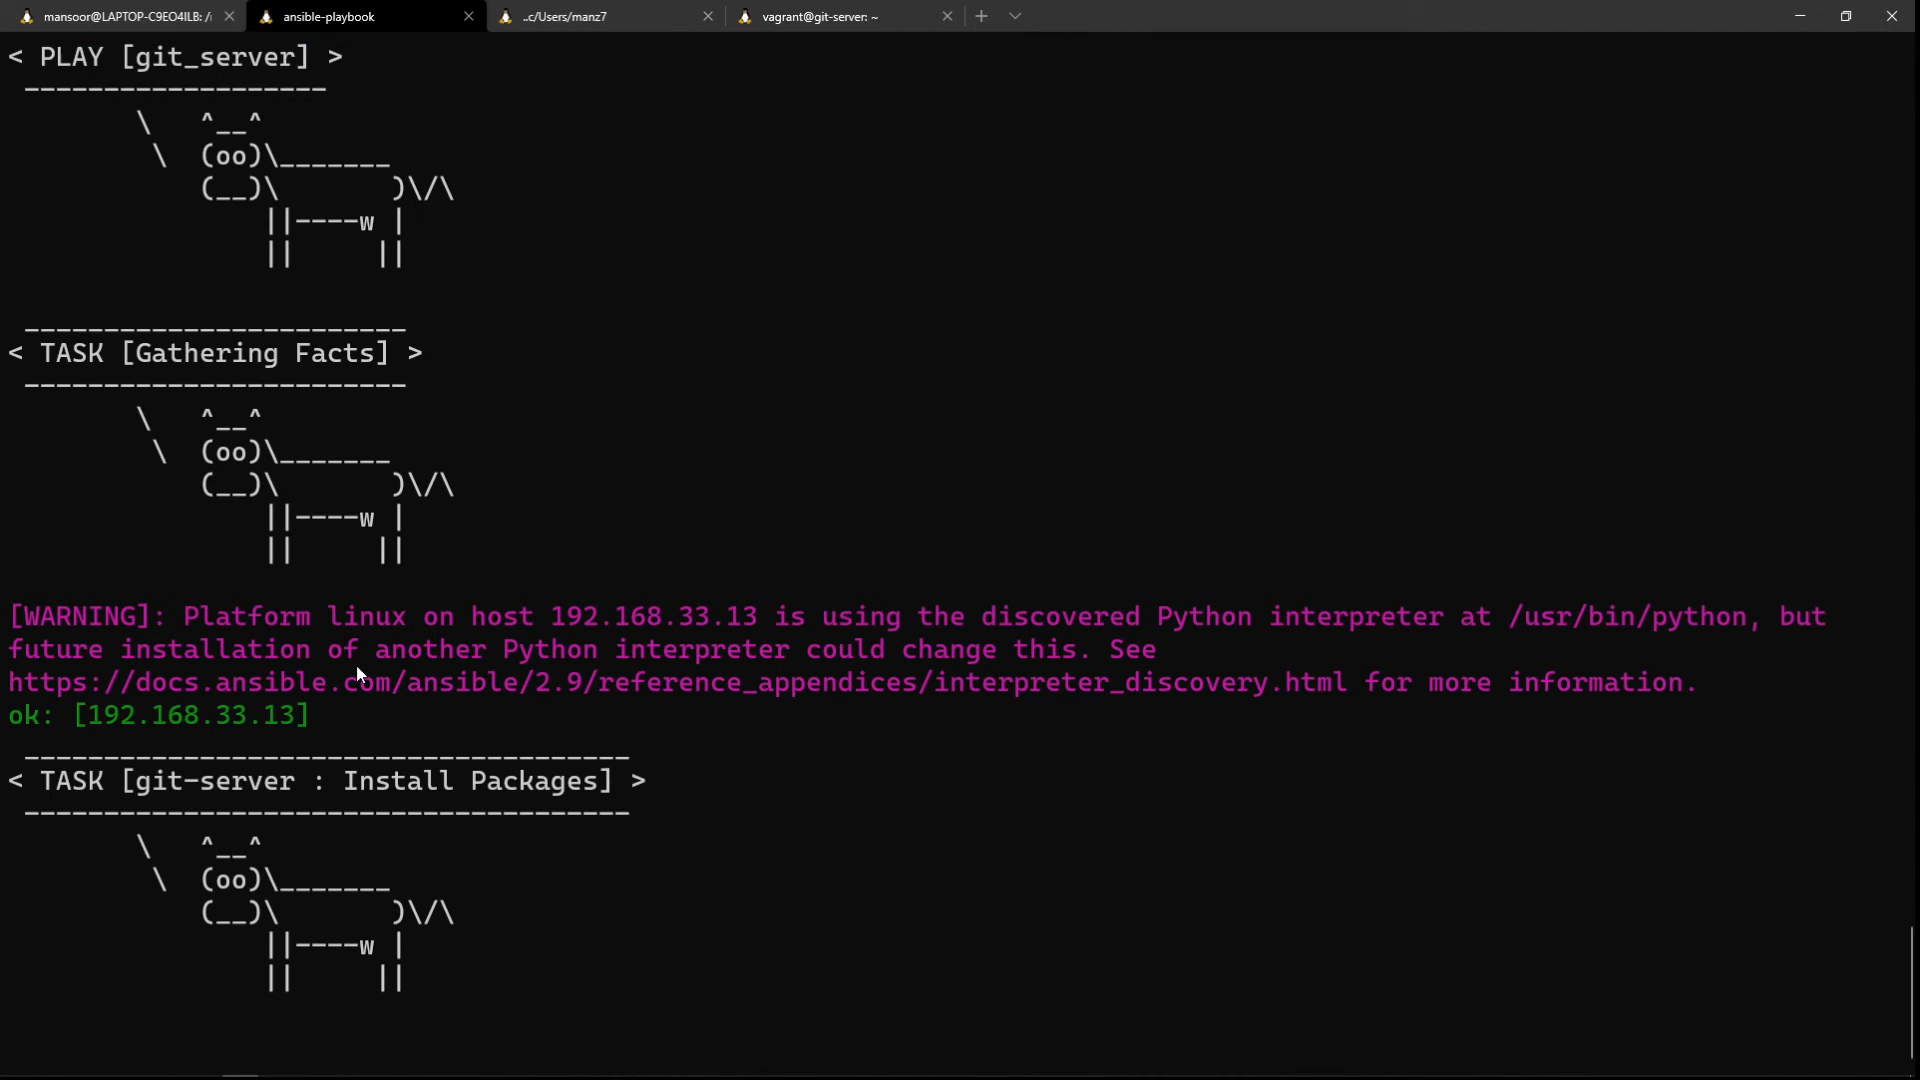 mansoor@LAPTOP-C9EO4ILB: /
ansible-playbook
..c/Users/manz7
vagrant@git-server: ~
< PLAY [git_server] >
 -------------------
        \   ^__^
         \  (oo)\_______
            (__)\       )\/\
                ||----w |
                ||     ||
 ________________________
< TASK [Gathering Facts] >
 ------------------------
        \   ^__^
         \  (oo)\_______
            (__)\       )\/\
                ||----w |
                ||     ||
[WARNING]: Platform linux on host 192.168.33.13 is using the discovered Python interpreter at /usr/bin/python, but
future installation of another Python interpreter could change this. See
https://docs.ansible.com/ansible/2.9/reference_appendices/interpreter_discovery.html for more information.
ok: [192.168.33.13]
 ______________________________________
< TASK [git-server : Install Packages] >
 --------------------------------------
        \   ^__^
         \  (oo)\_______
            (__)\       )\/\
                ||----w |
                ||     ||